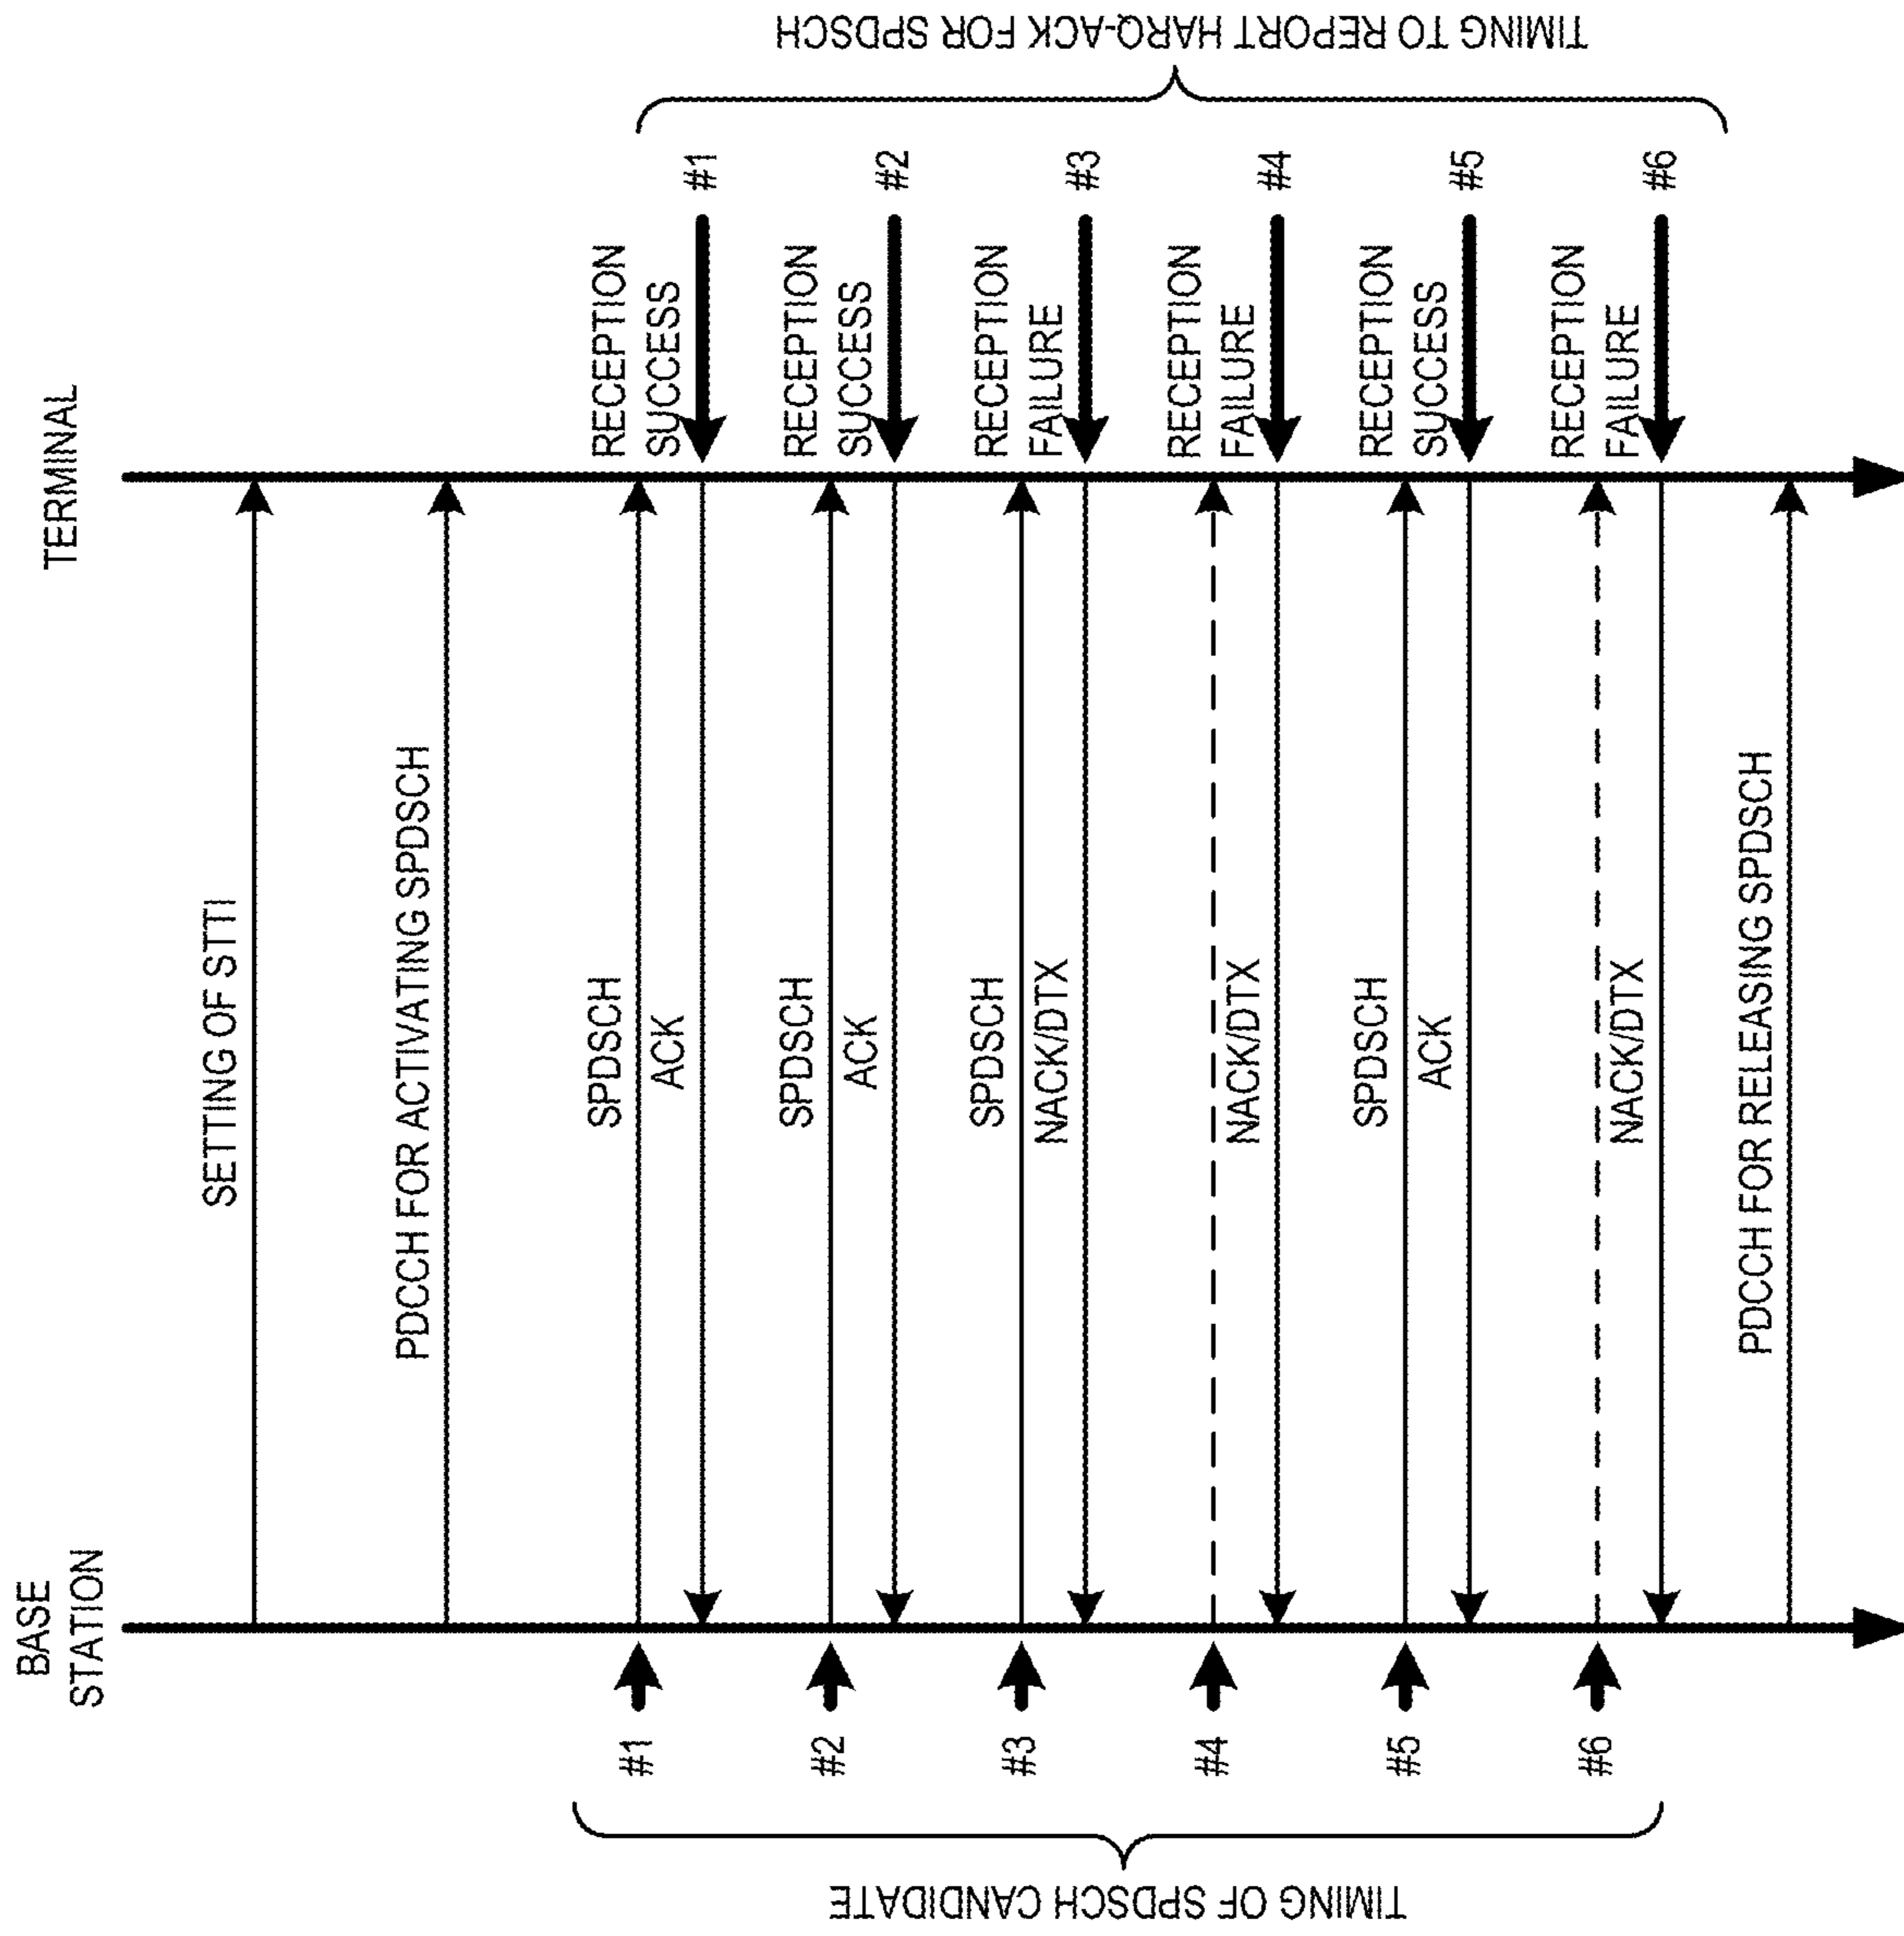 BASE
STATION
TERMINAL
SETTING OF STTI
PDCCH FOR ACTIVATING SPDSCH
TIMING OF SPDSCH CANDIDATE
#1
SPDSCH
ACK
RECEPTION
SUCCESS
#1
#2
SPDSCH
ACK
RECEPTION
SUCCESS
#2
#3
SPDSCH
NACK/DTX
RECEPTION
FAILURE
#3
#4
NACK/DTX
RECEPTION
FAILURE
#4
#5
SPDSCH
ACK
RECEPTION
SUCCESS
#5
#6
NACK/DTX
RECEPTION
FAILURE
#6
TIMING TO REPORT HARQ-ACK FOR SPDSCH
PDCCH FOR RELEASING SPDSCH